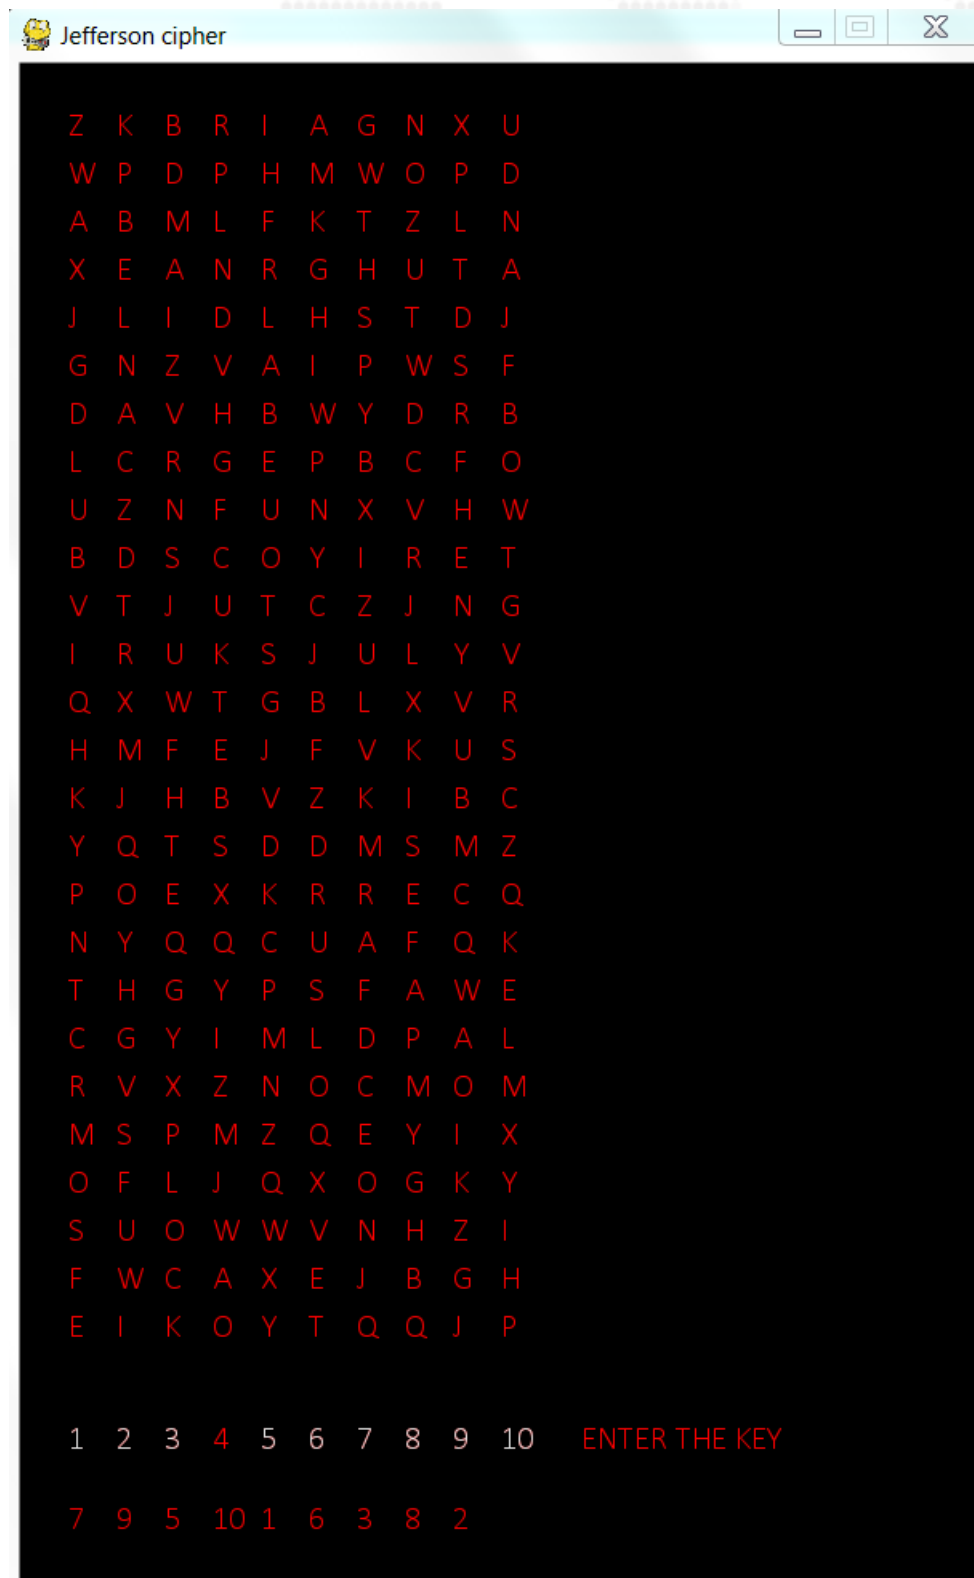 Jefferson cipher
Z K B R I A G N X U
W P D P H M W O P D
A B M L F K T Z L N
X E A N R G H U T A
J L I D L H S T D J
G N Z V A I P W S F
D A V H B W Y D R B
L C R G E P B C F O
U Z N F U N X V H W
B D S C O Y I R E T
V T J U T C Z J N G
I R U K S J U L Y V
Q X W T G B L X V R
H M F E J F V K U S
K J H B V Z K I B C
Y Q T S D D M S M Z
P O E X K R R E C Q
N Y Q Q C U A F Q K
T H G Y P S F A W E
C G Y I M L D P A L
R V X Z N O C M O M
M S P M Z Q E Y I X
O F L J Q X O G K Y
S U O W W V N H Z I
F W C A X E J B G H
E I K O Y T Q Q J P
1 2 3 4 5 6 7 8 9 10 ENTER THE KEY
7 9 5 10 1 6 3 8 2